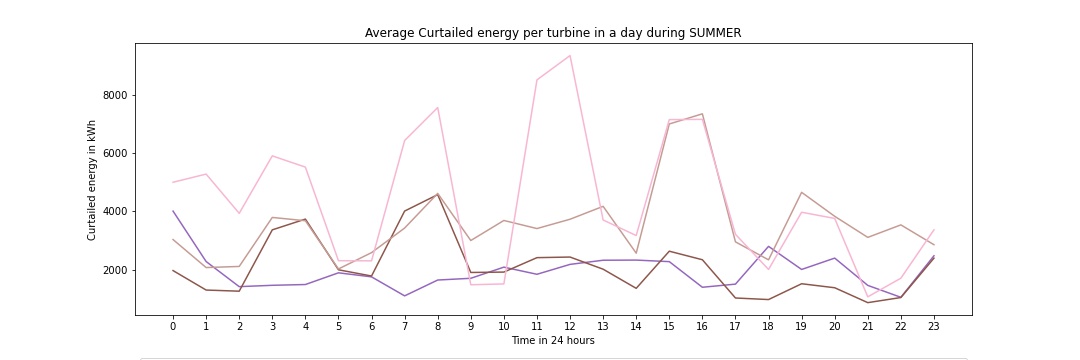 Average Curtailed energy per turbine in a day during SUMMER
Curtailed energy in kWh
8000
6000
4000
2000
0 1 2 3 4 5 6 7 8 9 10 11 12 13 14 15 16 17 18 19 20 21 22 23
Time in 24 hours